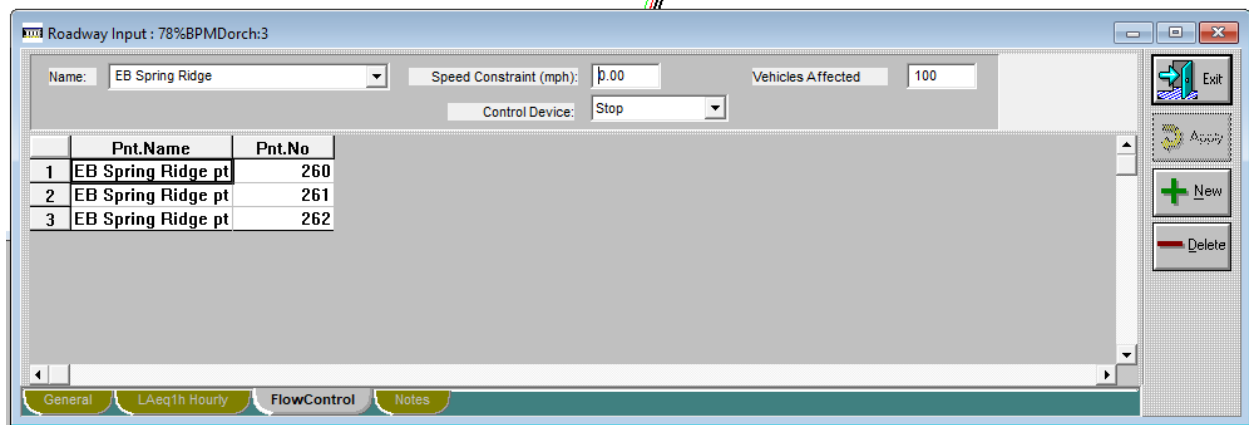 Roadway Input : 78%BPMDorch:3
Name: EB Spring Ridge Speed Constraint (mph): 0.00 Vehicles Affected 100
Control Device: Stop
Exit
Apply
New
Delete
Pnt.Name Pnt.No
1 EB Spring Ridge pt 260
2 EB Spring Ridge pt 261
3 EB Spring Ridge pt 262
General LAeq1h Hourly FlowControl Notes